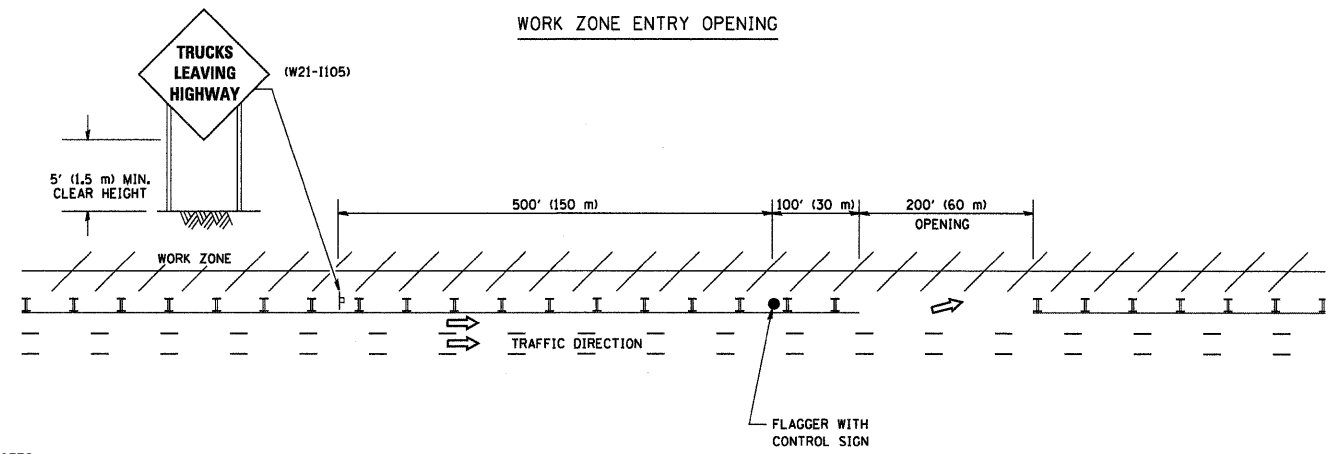 WORK ZONE ENTRY OPENING
TRUCKS
LEAVING
HIGHWAY
(W21-I105)
5' (1.5 m) MIN.
CLEAR HEIGHT
500' (150 m)
100' (30 m)
200' (60 m)
OPENING
WORK ZONE
TRAFFIC DIRECTION
FLAGGER WITH
CONTROL SIGN